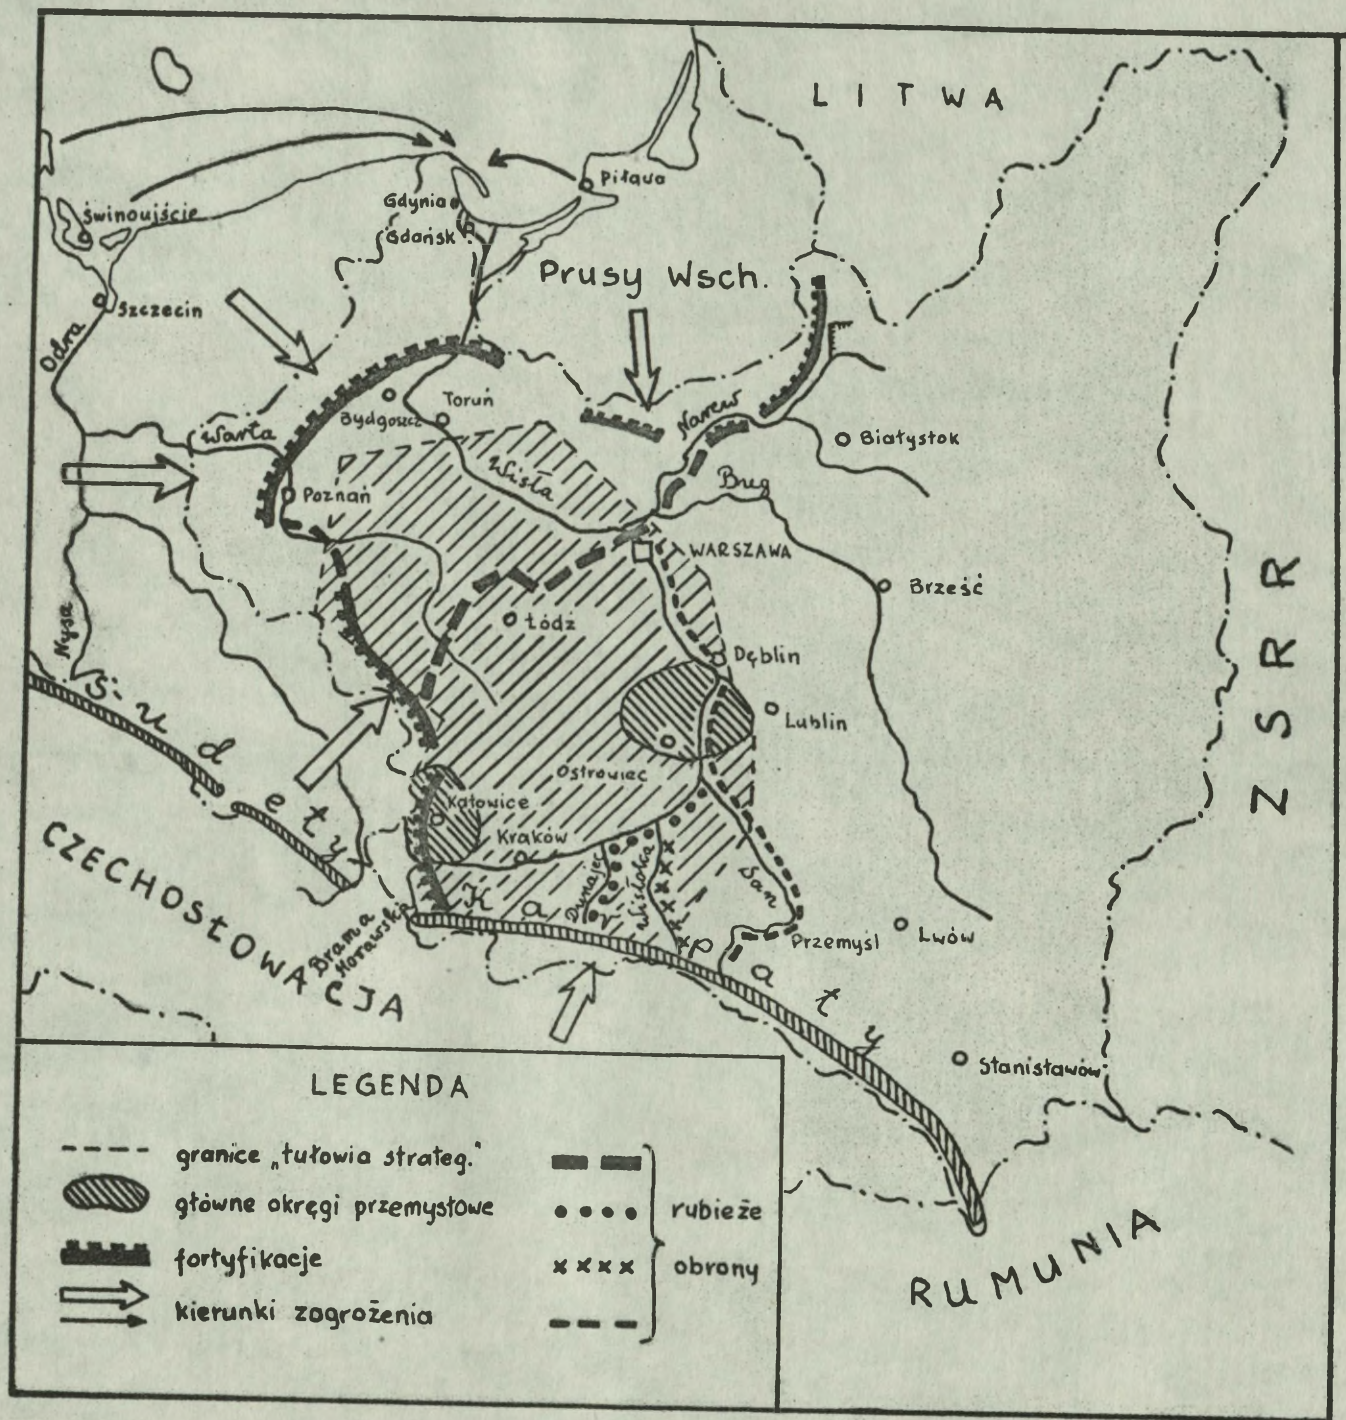 LITWA
Piława
Świnoujście
Gdynia
Gdańsk
Prusy Wsch.
Szczecin
Odra
Toruń
Bydgoszcz
Narew
Warta
Białystok
Wisła
Bug
Poznań
WARSZAWA
Brześć
ZSRR
Łódź
Nysa
Dęblin
Sudety
Lublin
Ostrowiec
Katowice
Kraków
Dunajec
Wisłoka
San
CZECHOSŁOWACJA
Brama
Morawska
Karpaty
Przemyśl
Lwów
Stanisławów
RUMUNIA
LEGENDA
granice „tułowia strateg."
główne okręgi przemysłowe
fortyfikacje
kierunki zagrożenia
rubieże
obrony